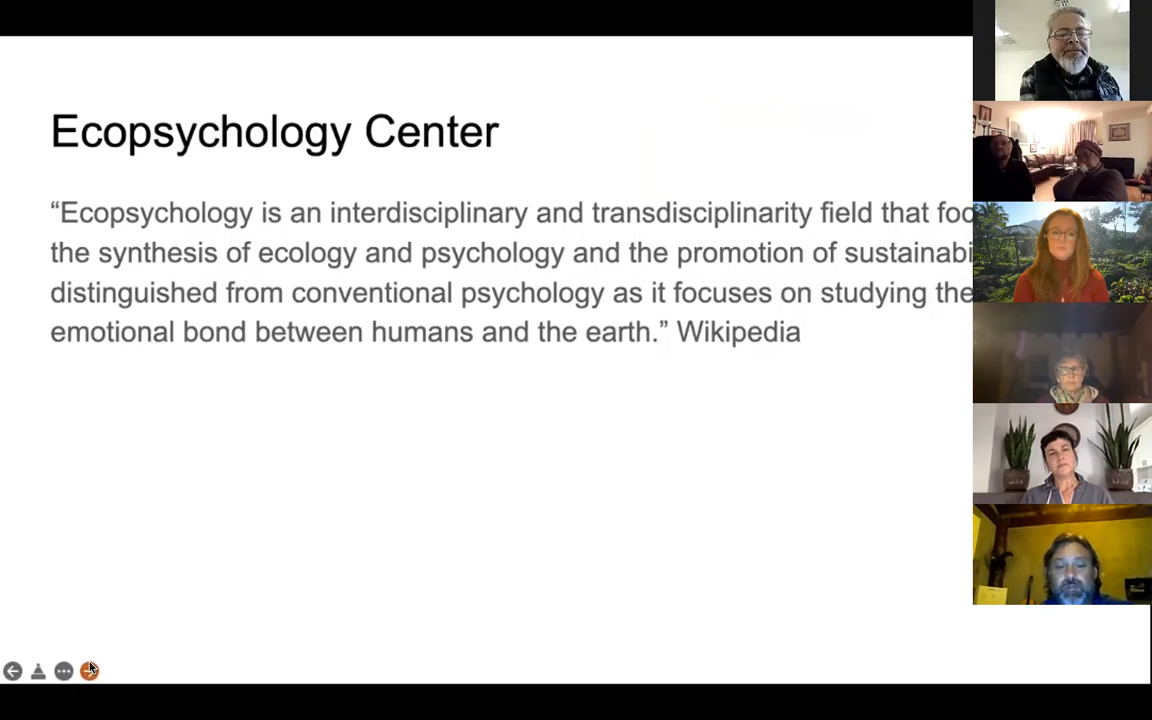 Ecopsychology Center
“Ecopsychology is an interdisciplinary and transdisciplinarity field that
the synthesis of ecology and psychology and the promotion of
distinguished from conventional psychology as it focuses on studying the
emotional bond between humans and the earth.” Wikipedia